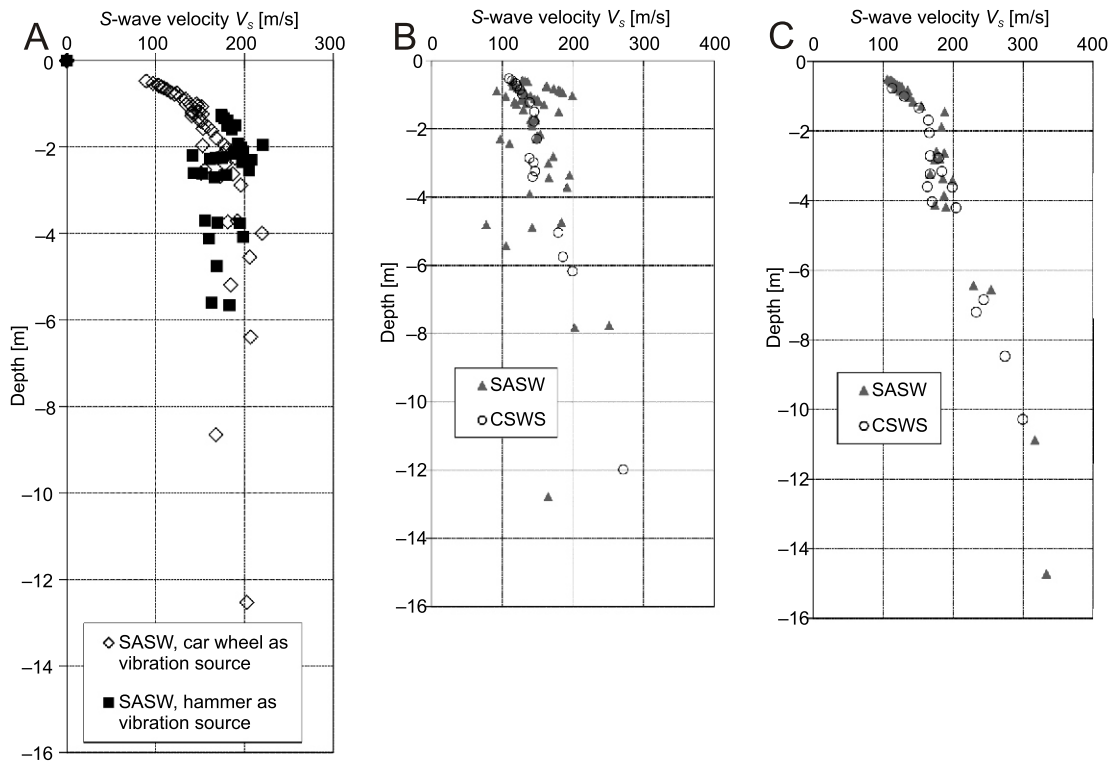 A
S-wave velocity Vs [m/s]
0 100 200 300
0
–2
–4
–6
–8
–10
–12
–14
–16
Depth [m]
SASW, car wheel as
vibration source
SASW, hammer as
vibration source
B
S-wave velocity Vs [m/s]
0 100 200 300 400
0
–2
–4
–6
–8
–10
–12
–14
–16
Depth [m]
SASW
CSWS
C
S-wave velocity Vs [m/s]
0 100 200 300 400
0
–2
–4
–6
–8
–10
–12
–14
–16
Depth [m]
SASW
CSWS